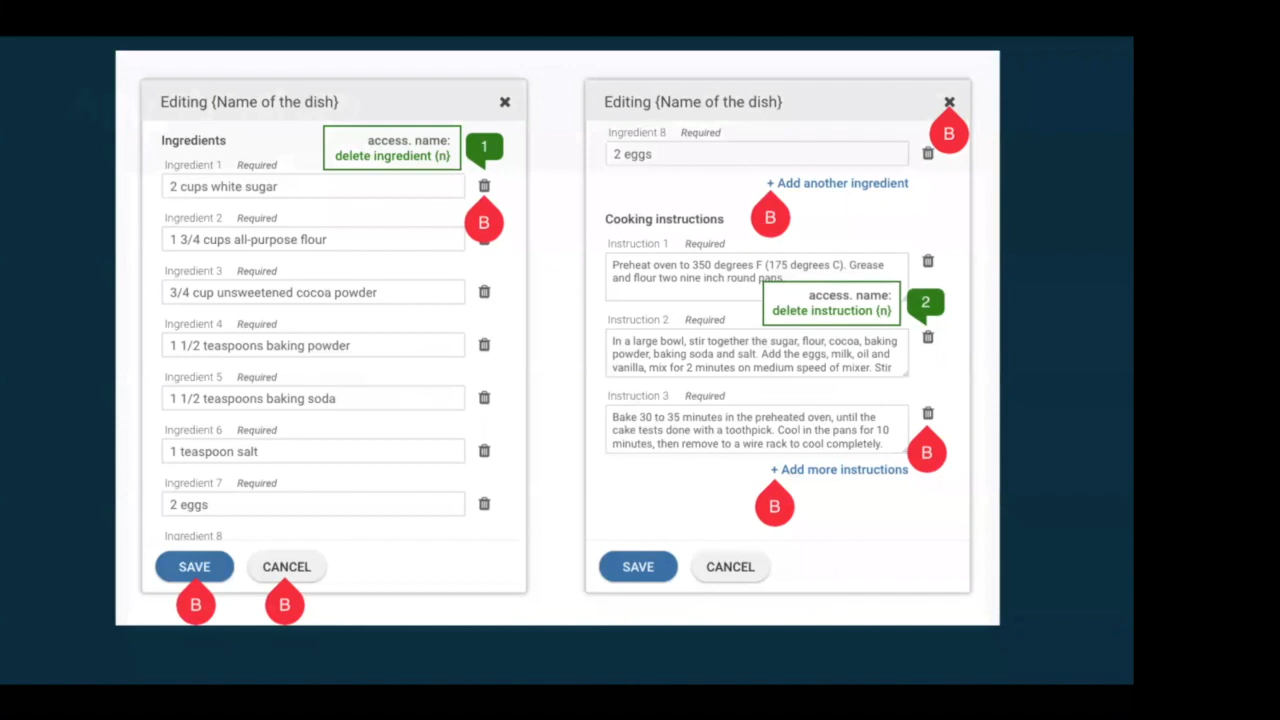 Editing {Name of the dish}
Ingredients
access. name:
delete ingredient {n}
1
Ingredient 1 Required
2 cups white sugar
B
Ingredient 2 Required
1 3/4 cups all-purpose flour
Ingredient 3 Required
3/4 cup unsweetened cocoa powder
Ingredient 4 Required
1 1/2 teaspoons baking powder
Ingredient 5 Required
1 1/2 teaspoons baking soda
Ingredient 6 Required
1 teaspoon salt
Ingredient 7 Required
2 eggs
Ingredient 8
SAVE CANCEL
B B
Editing {Name of the dish}
B
Ingredient 8 Required
2 eggs
+ Add another ingredient
B
Cooking instructions
Instruction 1 Required
Preheat oven to 350 degrees F (175 degrees C). Grease
and flour two nine inch round pans.
access. name:
delete instruction {n}
2
Instruction 2 Required
In a large bowl, stir together the sugar, flour, cocoa, baking
powder, baking soda and salt. Add the eggs, milk, oil and
vanilla, mix for 2 minutes on medium speed of mixer. Stir
Instruction 3 Required
Bake 30 to 35 minutes in the preheated oven, until the
cake tests done with a toothpick. Cool in the pans for 10
minutes, then remove to a wire rack to cool completely.
B
+ Add more instructions
B
SAVE CANCEL